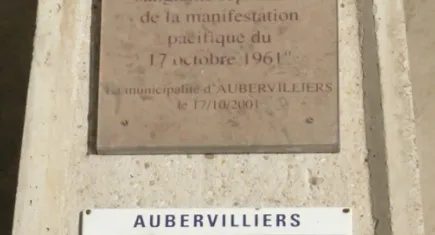 de la manifestation
pacifique du
17 octobre 1961"
La municipalité d'AUBERVILLIERS
le 17/10/2001
AUBERVILLIERS